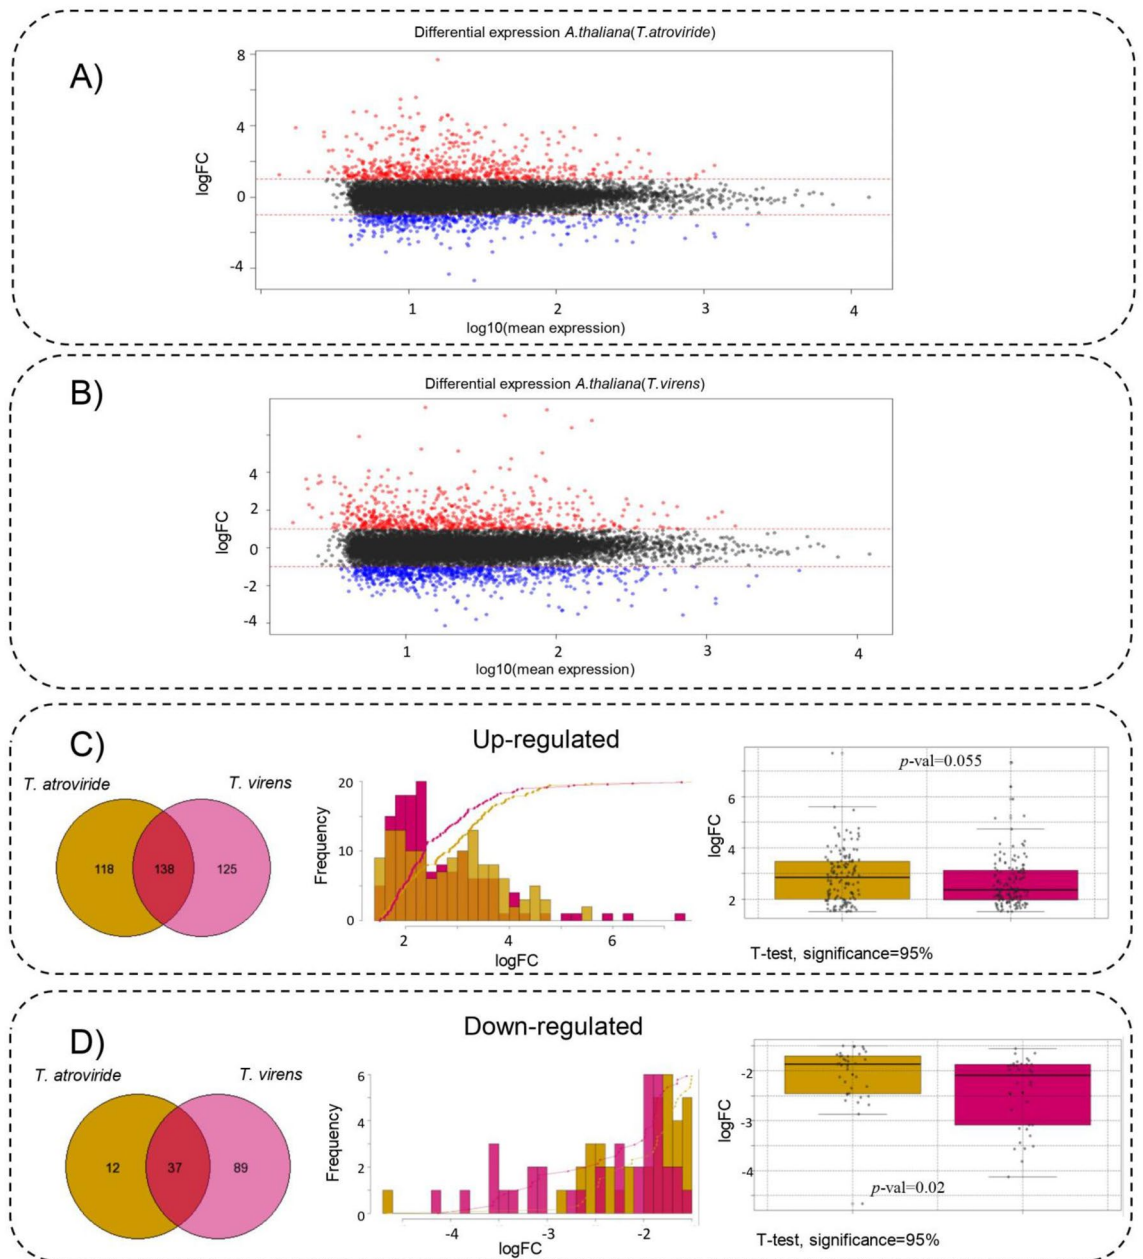 Differential expression A.thaliana(T.atroviride)
A)
8
4
0
-4
logFC
1 2 3 4
log10(mean expression)
Differential expression A.thaliana(T.virens)
B)
4
2
0
-2
-4
logFC
1 2 3 4
log10(mean expression)
C)
Up-regulated
T. atroviride T. virens
118 138 125
20
10
0
Frequency
2 4 6
logFC
p-val=0.055
6
4
2
logFC
T-test, significance=95%
D)
Down-regulated
T. atroviride T. virens
12 37 89
6
4
2
0
Frequency
-4 -3 -2
logFC
-2
-3
-4
logFC
p-val=0.02
T-test, significance=95%